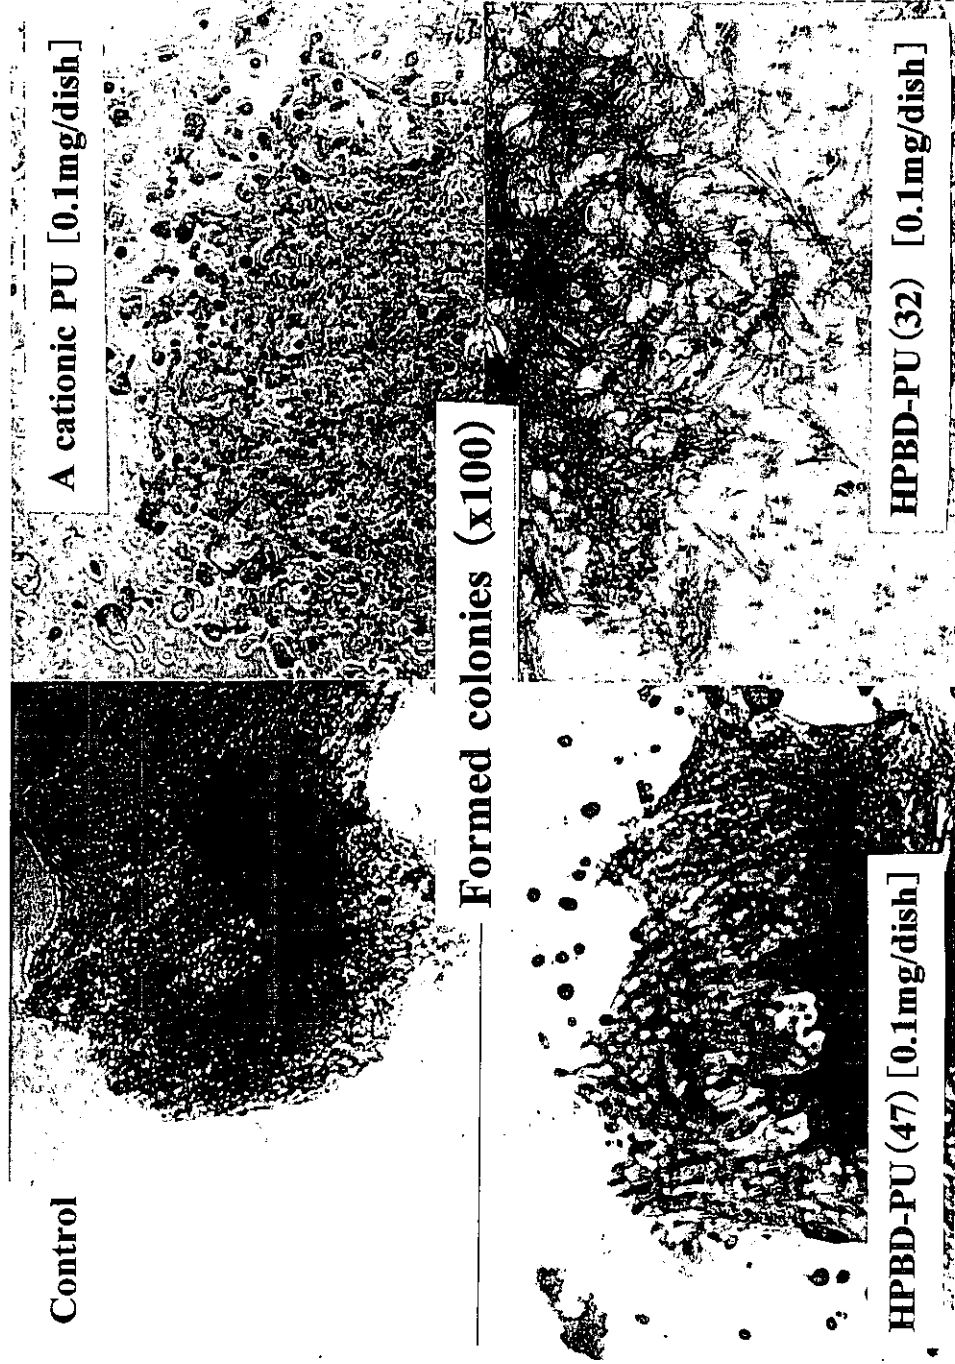 Control
A cationic PU [0.1mg/dish]
Formed colonies (x100)
HPBD-PU(47) [0.1mg/dish]
HPBD-PU(32) [0.1mg/dish]